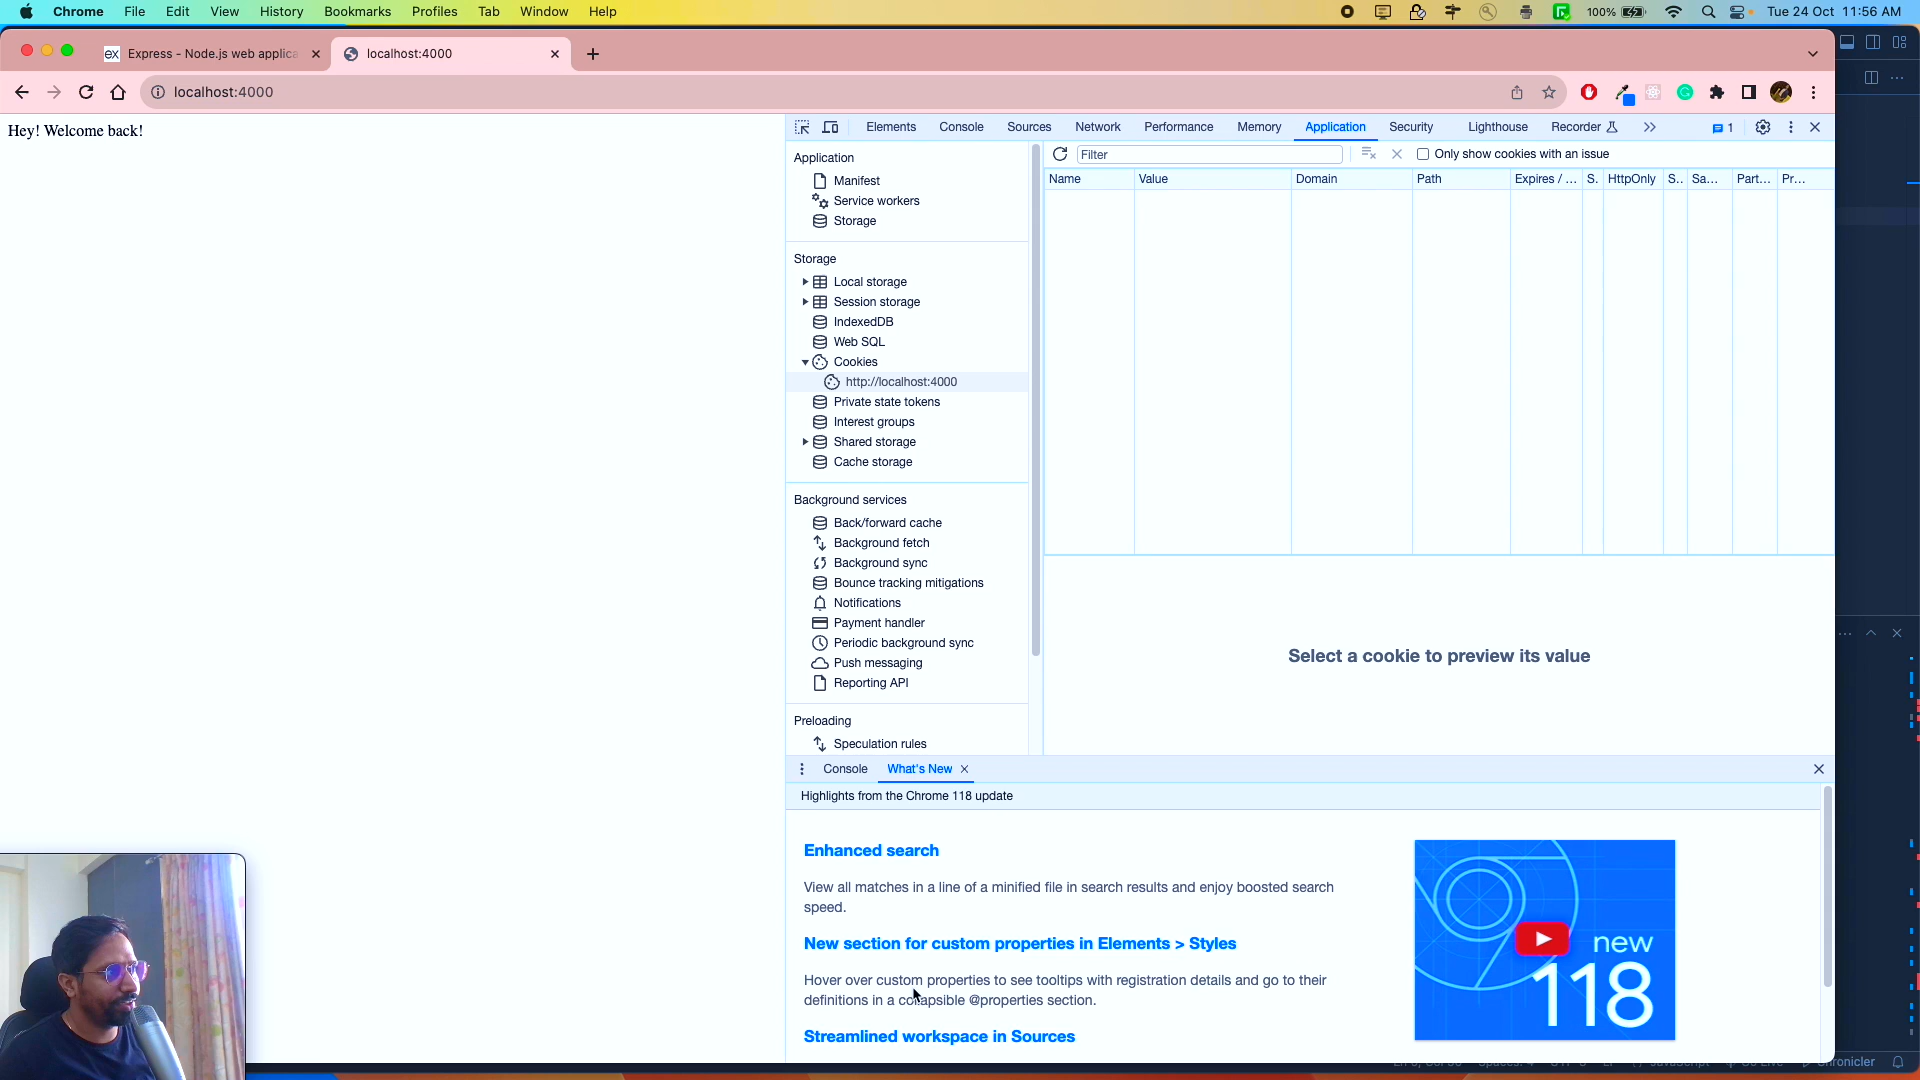 Chrome File Edit View History Bookmarks Profiles Tab Window Help 100% Tue 24 Oct 11:56 AM
ex Express - Node.js web applica
localhost:4000
localhost:4000
Hey! Welcome back!
Elements Console Sources Network Performance Memory Application Security Lighthouse Recorder 1
Application
Manifest
Service workers
Storage
Storage
Local storage
Session storage
IndexedDB
Web SQL
Cookies
http://localhost:4000
Private state tokens
Interest groups
Shared storage
Cache storage
Background services
Back/forward cache
Background fetch
Background sync
Bounce tracking mitigations
Notifications
Payment handler
Periodic background sync
Push messaging
Reporting API
Preloading
Speculation rules
Filter Only show cookies with an issue
Name Value Domain Path Expires / ... S. HttpOnly S.. Sa... Part... Pr...
Select a cookie to preview its value
Console What's New
Highlights from the Chrome 118 update
Enhanced search
View all matches in a line of a minified file in search results and enjoy boosted search
speed.
New section for custom properties in Elements > Styles
Hover over custom properties to see tooltips with registration details and go to their
definitions in a collapsible @properties section.
Streamlined workspace in Sources
new
118